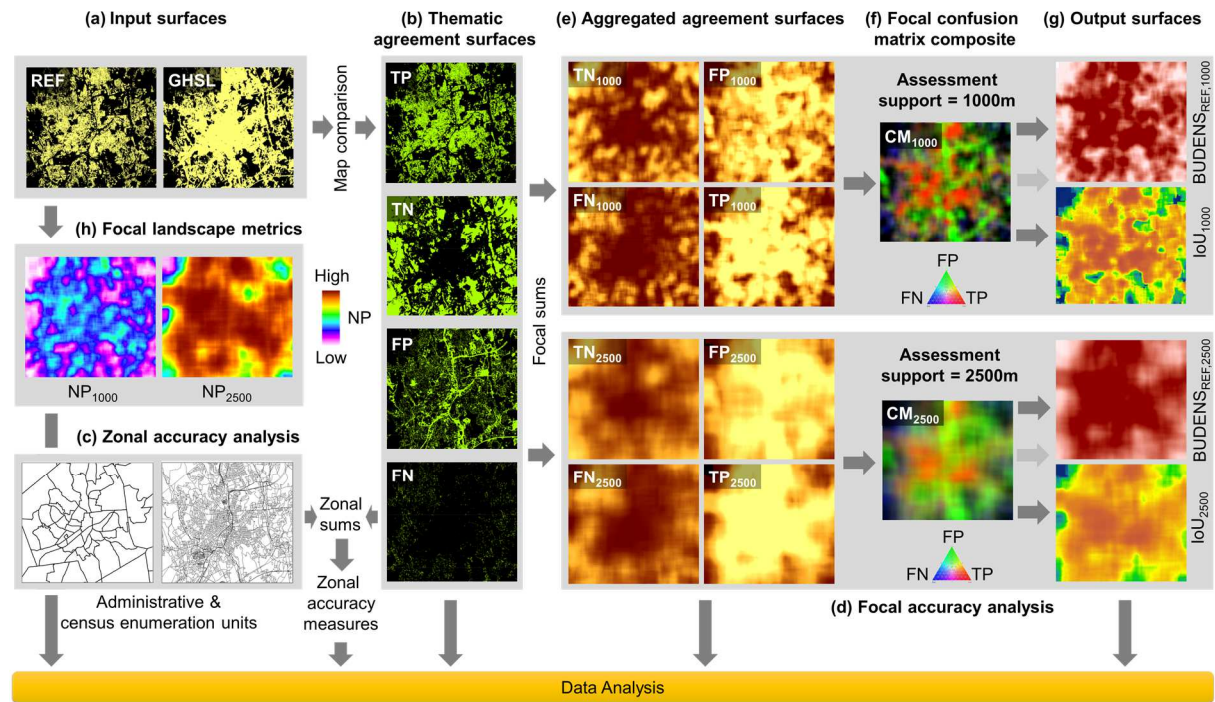 (a) Input surfaces
REF
GHSL
Map comparison
(h) Focal landscape metrics
High
NP
Low
NP1000
NP2500
(c) Zonal accuracy analysis
Administrative &
census enumeration units
Zonal
sums
Zonal
accuracy
measures
(b) Thematic
agreement surfaces
TP
TN
FP
FN
Focal sums
(e) Aggregated agreement surfaces
TN1000
FP1000
FN1000
TP1000
TN2500
FP2500
FN2500
TP2500
(f) Focal confusion
matrix composite
Assessment
support = 1000m
CM1000
FP
FN
TP
Assessment
support = 2500m
CM2500
FP
FN
TP
(g) Output surfaces
BUDENSREF,1000
IoU1000
BUDENSREF,2500
IoU2500
(d) Focal accuracy analysis
Data Analysis